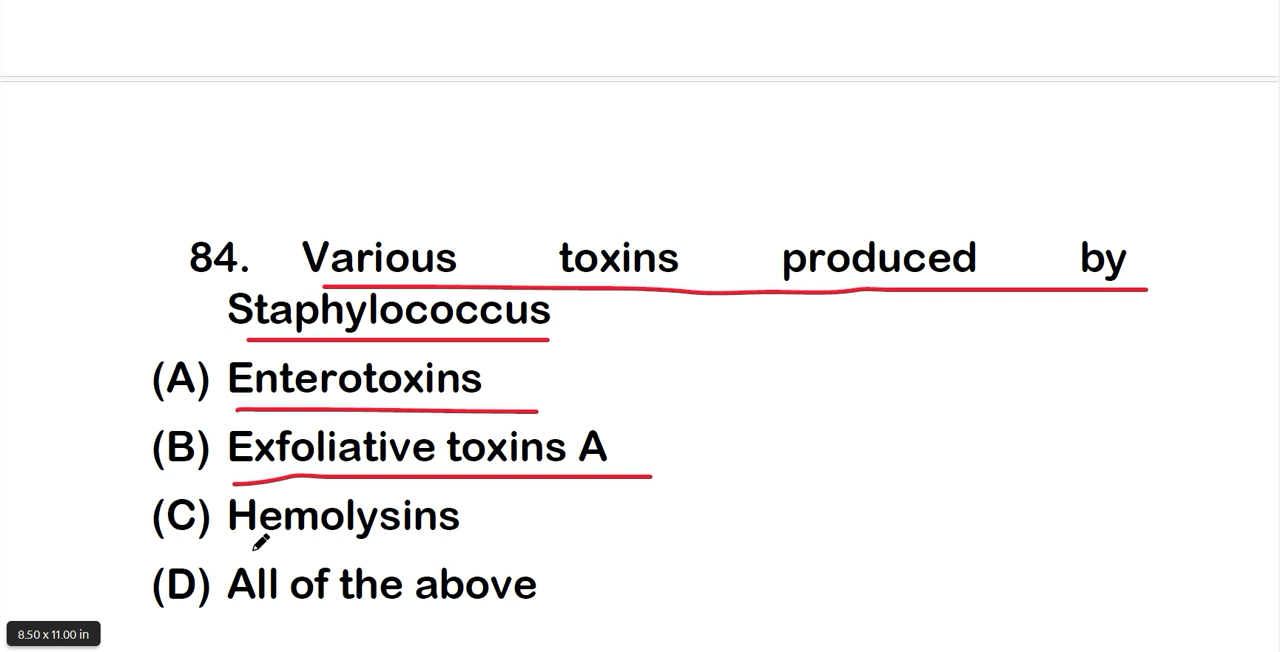 84. Various toxins produced by
Staphylococcus
(A) Enterotoxins
(B) Exfoliative toxins A
(C) Hemolysins
(D) All of the above
8.50 x 11.00 in